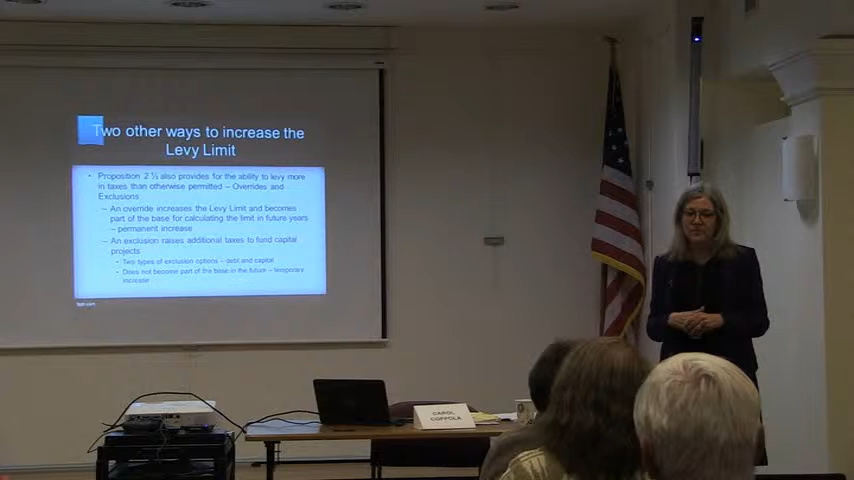 Two other ways to increase the
Levy Limit
• Proposition 2 ½ also provides for the ability to levy more
in taxes than otherwise permitted – Overrides and
Exclusions
– An override increases the Levy Limit and becomes
part of the base for calculating the limit in future years
– permanent increase
– An exclusion raises additional taxes to fund capital
projects
• Two types of exclusion options – debt and capital
• Does not become part of the base in the future – temporary
increase
CAROL
COPPOLA